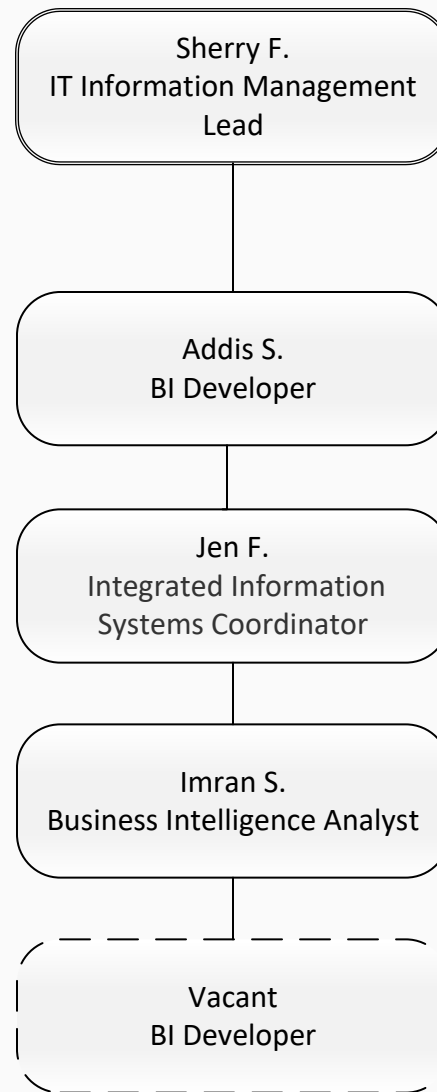 Sherry F.
IT Information Management
Lead
Addis S.
BI Developer
Jen F.
Integrated Information
Systems Coordinator
Imran S.
Business Intelligence Analyst
Vacant
BI Developer